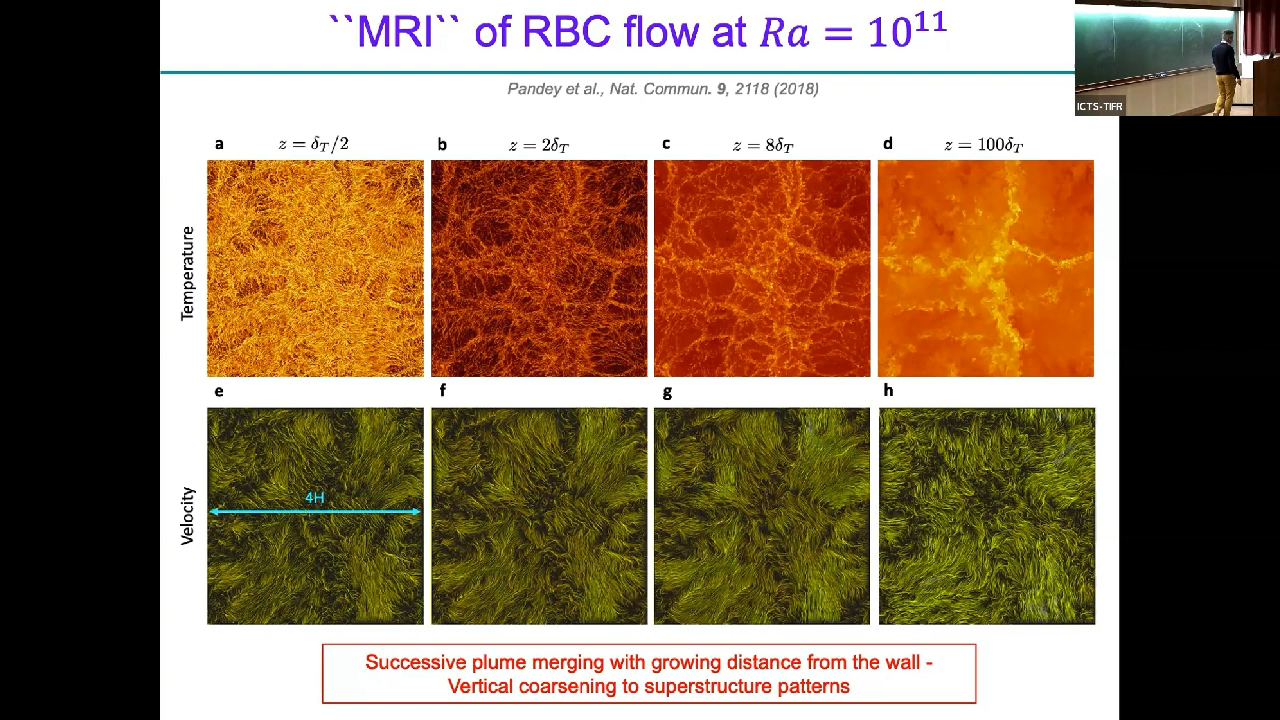 ``MRI`` of RBC flow at Ra = 10¹¹
Pandey et al., Nat. Commun. 9, 2118 (2018)
ICTS-TIFR
a z = δ_T/2 b z = 2δ_T c z = 8δ_T d z = 100δ_T
Temperature
e f g h
Velocity
4H
Successive plume merging with growing distance from the wall -
Vertical coarsening to superstructure patterns